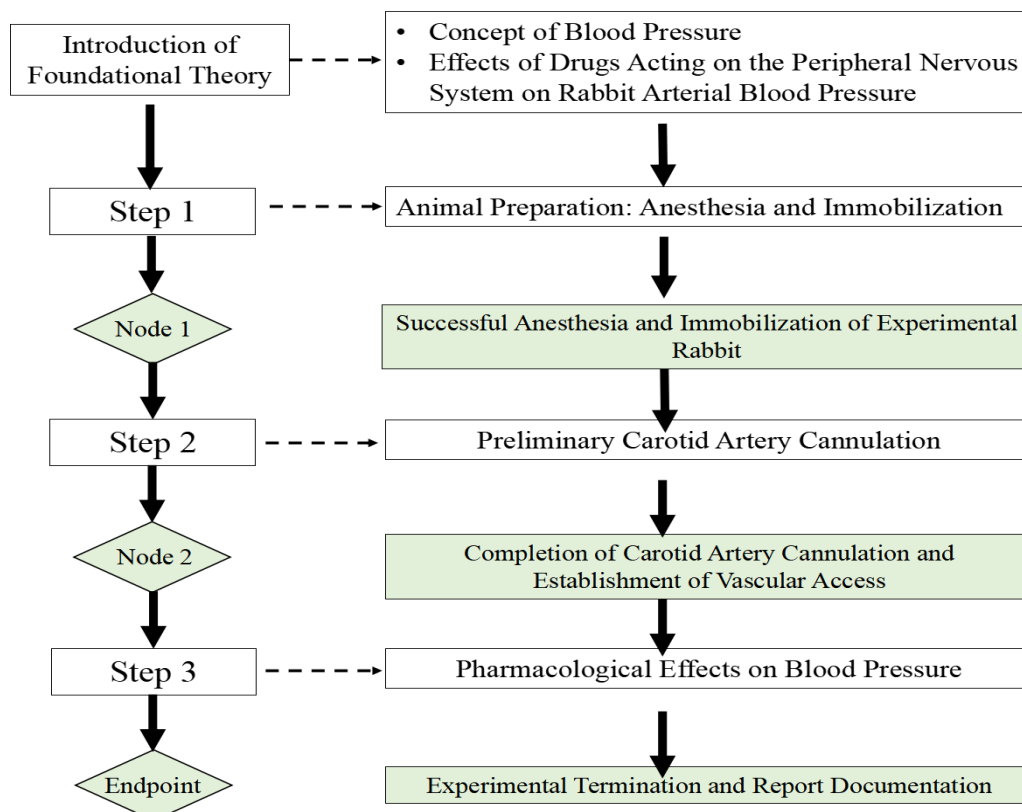 Introduction of
Foundational Theory
• Concept of Blood Pressure
• Effects of Drugs Acting on the Peripheral Nervous
System on Rabbit Arterial Blood Pressure
Step 1
Animal Preparation: Anesthesia and Immobilization
Node 1
Successful Anesthesia and Immobilization of Experimental
Rabbit
Step 2
Preliminary Carotid Artery Cannulation
Node 2
Completion of Carotid Artery Cannulation and
Establishment of Vascular Access
Step 3
Pharmacological Effects on Blood Pressure
Endpoint
Experimental Termination and Report Documentation